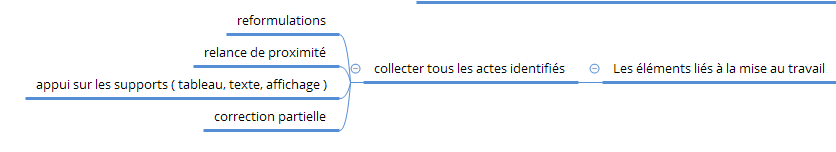 reformulations
relance de proximité
appui sur les supports ( tableau, texte, affichage )
correction partielle
collecter tous les actes identifiés
Les éléments liés à la mise au travail